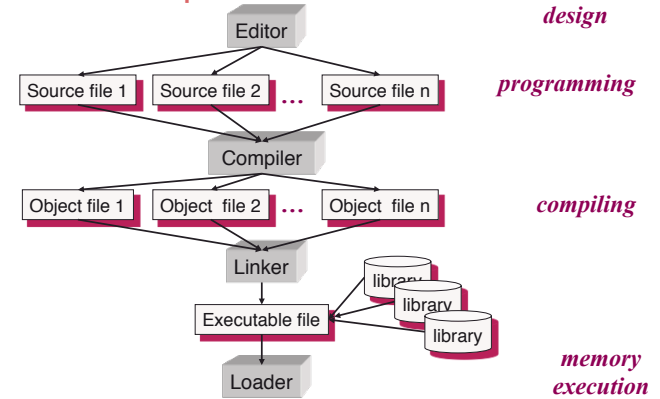 Editor
design
Source file 1
Source file 2
...
Source file n
programming
Compiler
Object file 1
Object file 2
...
Object file n
compiling
Linker
library
library
library
Executable file
memory
execution
Loader